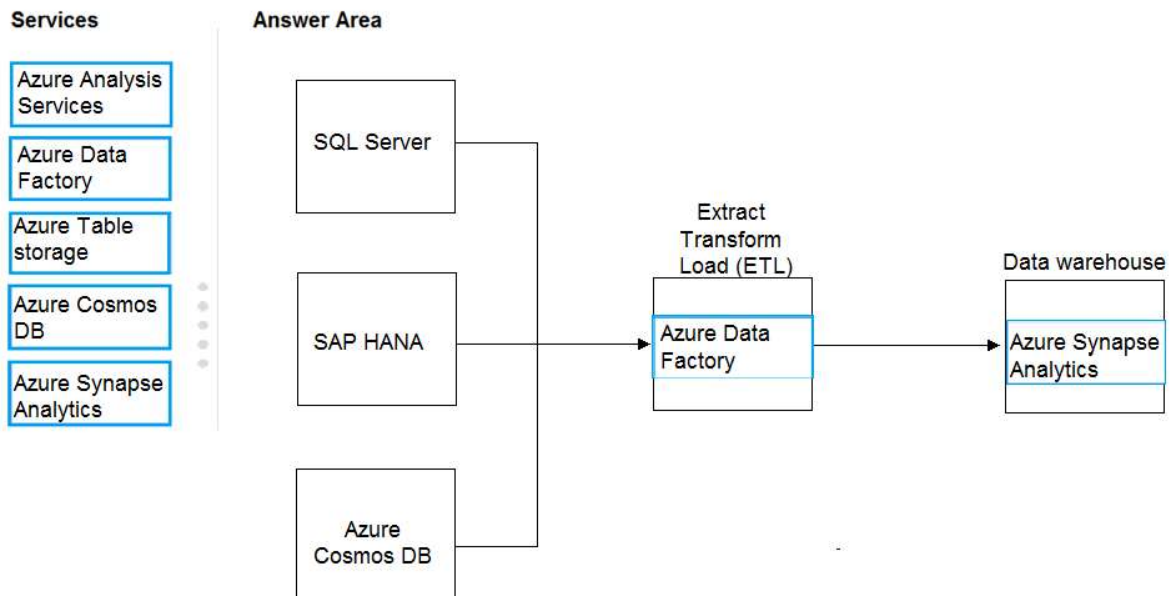 Services
Azure Analysis
Services
Azure Data
Factory
Azure Table
storage
Azure Cosmos
DB
Azure Synapse
Analytics
Answer Area
SQL Server
SAP HANA
Azure
Cosmos DB
Extract
Transform
Load (ETL)
Azure Data
Factory
Data warehouse
Azure Synapse
Analytics